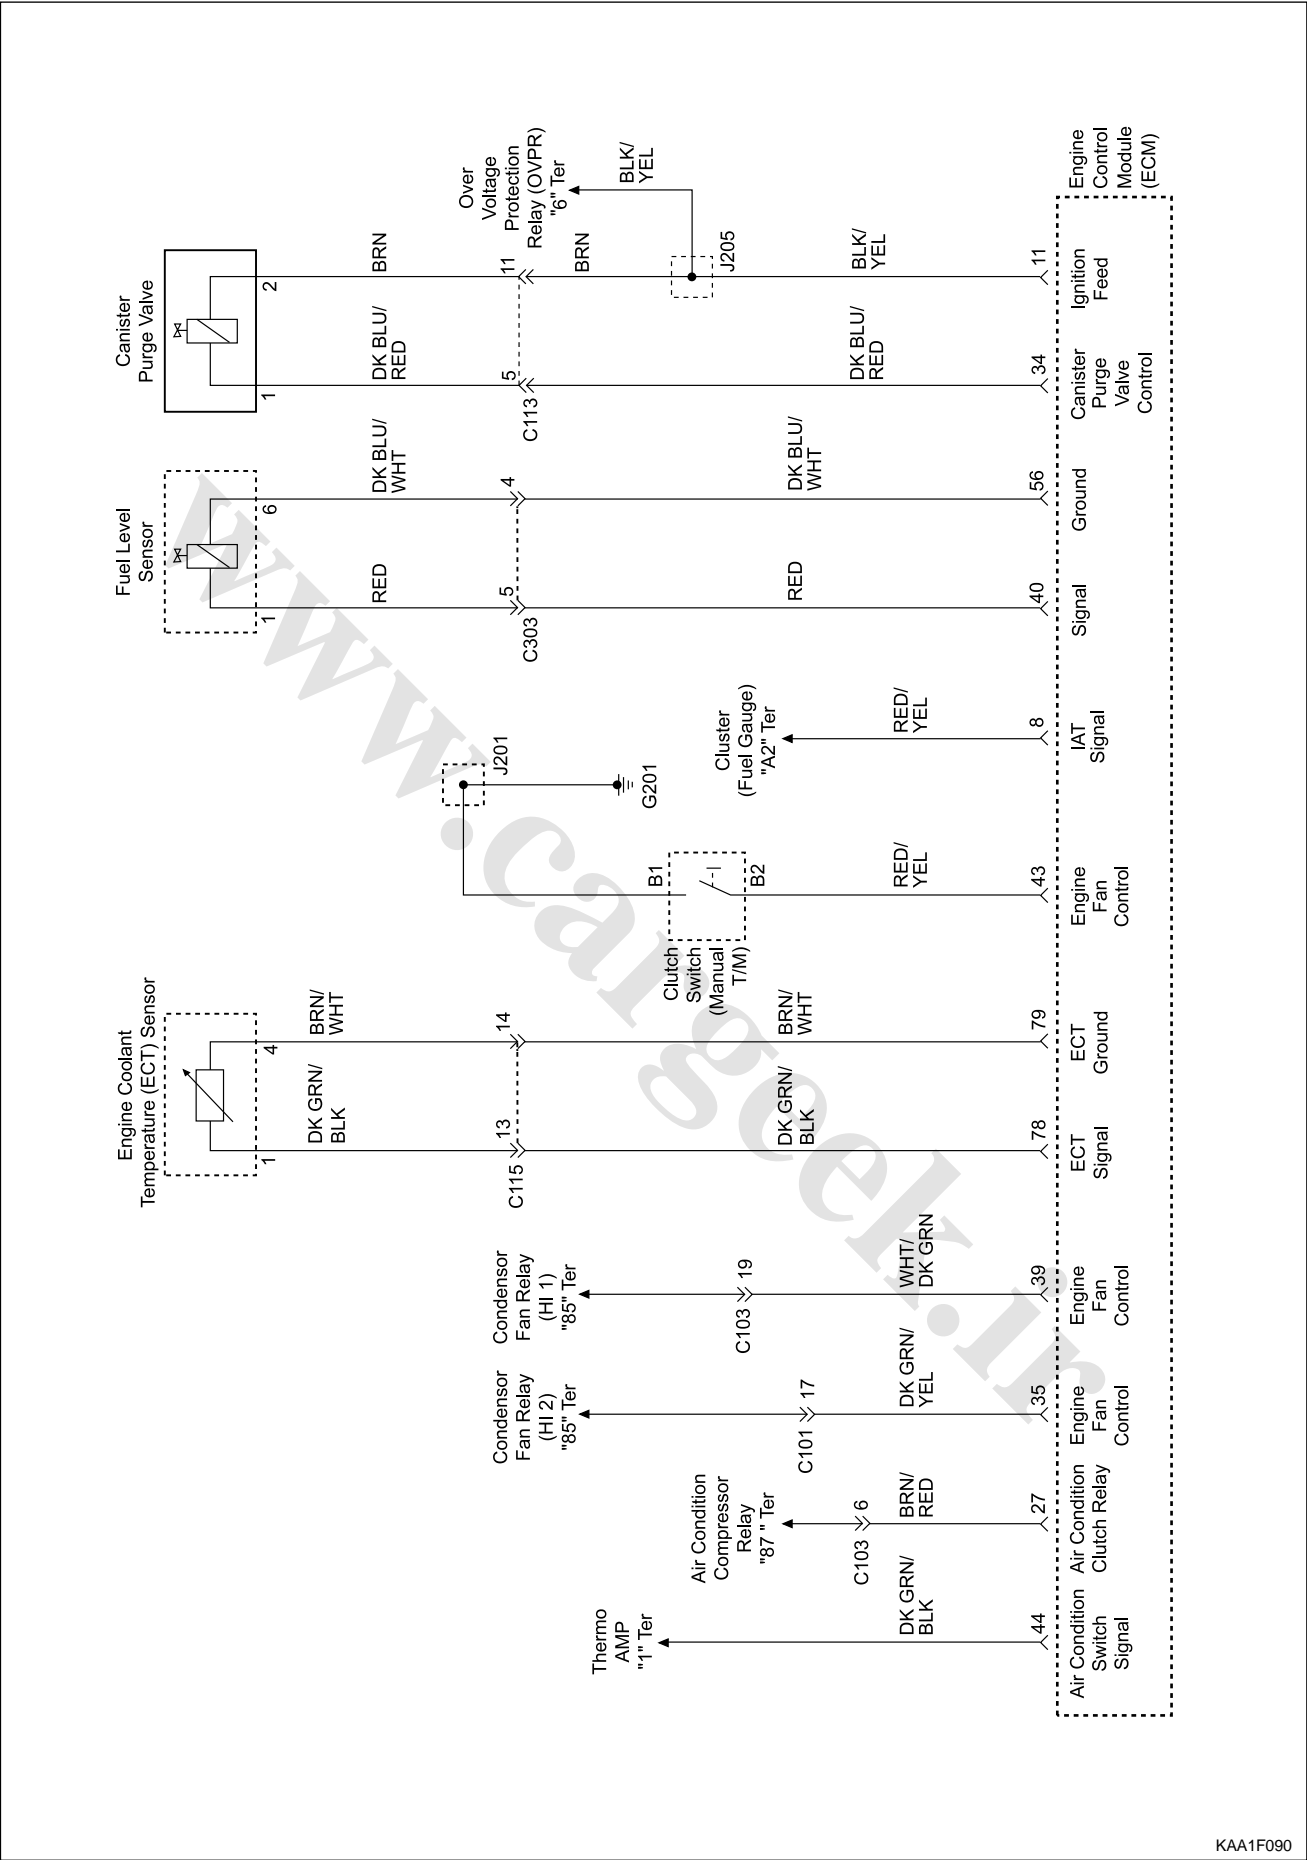 Canister
Purge Valve
Fuel Level
Sensor
Engine Coolant
Temperature (ECT) Sensor
2
1
6
1
4
1
BRN
DK BLU/
RED
DK BLU/
WHT
RED
BRN/
WHT
DK GRN/
BLK
Over
Voltage
Protection
Relay (OVPR)
"6" Ter
BLK/
YEL
11
5
C113
4
5
C303
14
13
C115
BRN
J205
J201
G201
Condensor
Fan Relay
(HI 1)
"85" Ter
Condensor
Fan Relay
(HI 2)
"85" Ter
Thermo
AMP
"1" Ter
Cluster
(Fuel Gauge)
"A2" Ter
B1
B2
Clutch
Switch
(Manual
T/M)
Air Condition
Compressor
Relay
"87 " Ter
C103
19
C101
17
C103
6
BLK/
YEL
DK BLU/
RED
DK BLU/
WHT
RED
RED/
YEL
RED/
YEL
BRN/
WHT
DK GRN/
BLK
WHT/
DK GRN
DK GRN/
YEL
BRN/
RED
DK GRN/
BLK
11
34
56
40
8
43
79
78
39
35
27
44
Engine
Control
Module
(ECM)
Ignition
Feed
Canister
Purge
Valve
Control
Ground
Signal
IAT
Signal
Engine
Fan
Control
ECT
Ground
ECT
Signal
Engine
Fan
Control
Engine
Fan
Control
Air Condition
Clutch Relay
Air Condition
Switch
Signal
www.cargeek.ir
KAA1F090